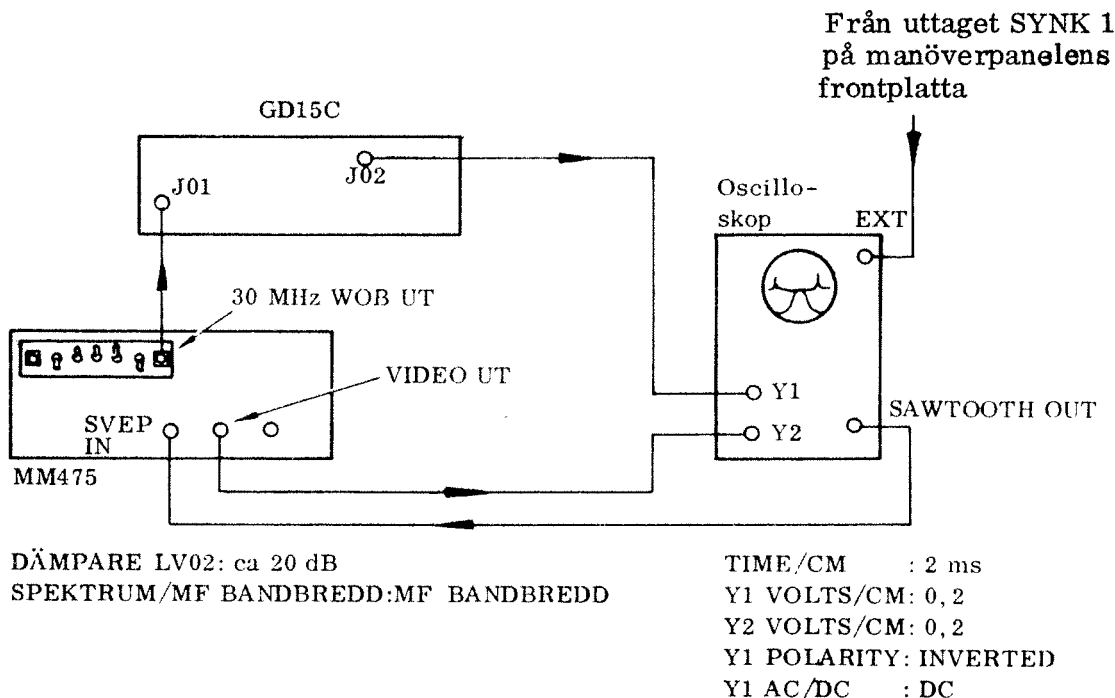 Från uttaget SYNK 1
på manöverpanelens
frontplatta
GD15C
J01
J02
Oscillo-
skop
EXT
30 MHz WOB UT
VIDEO UT
Y1
SVEP
IN
Y2
SAWTOOTH OUT
MM475
DÄMPARE LV02: ca 20 dB
SPEKTRUM/MF BANDBREDD:MF BANDBREDD
TIME/CM : 2 ms
Y1 VOLTS/CM: 0,2
Y2 VOLTS/CM: 0,2
Y1 POLARITY: INVERTED
Y1 AC/DC : DC